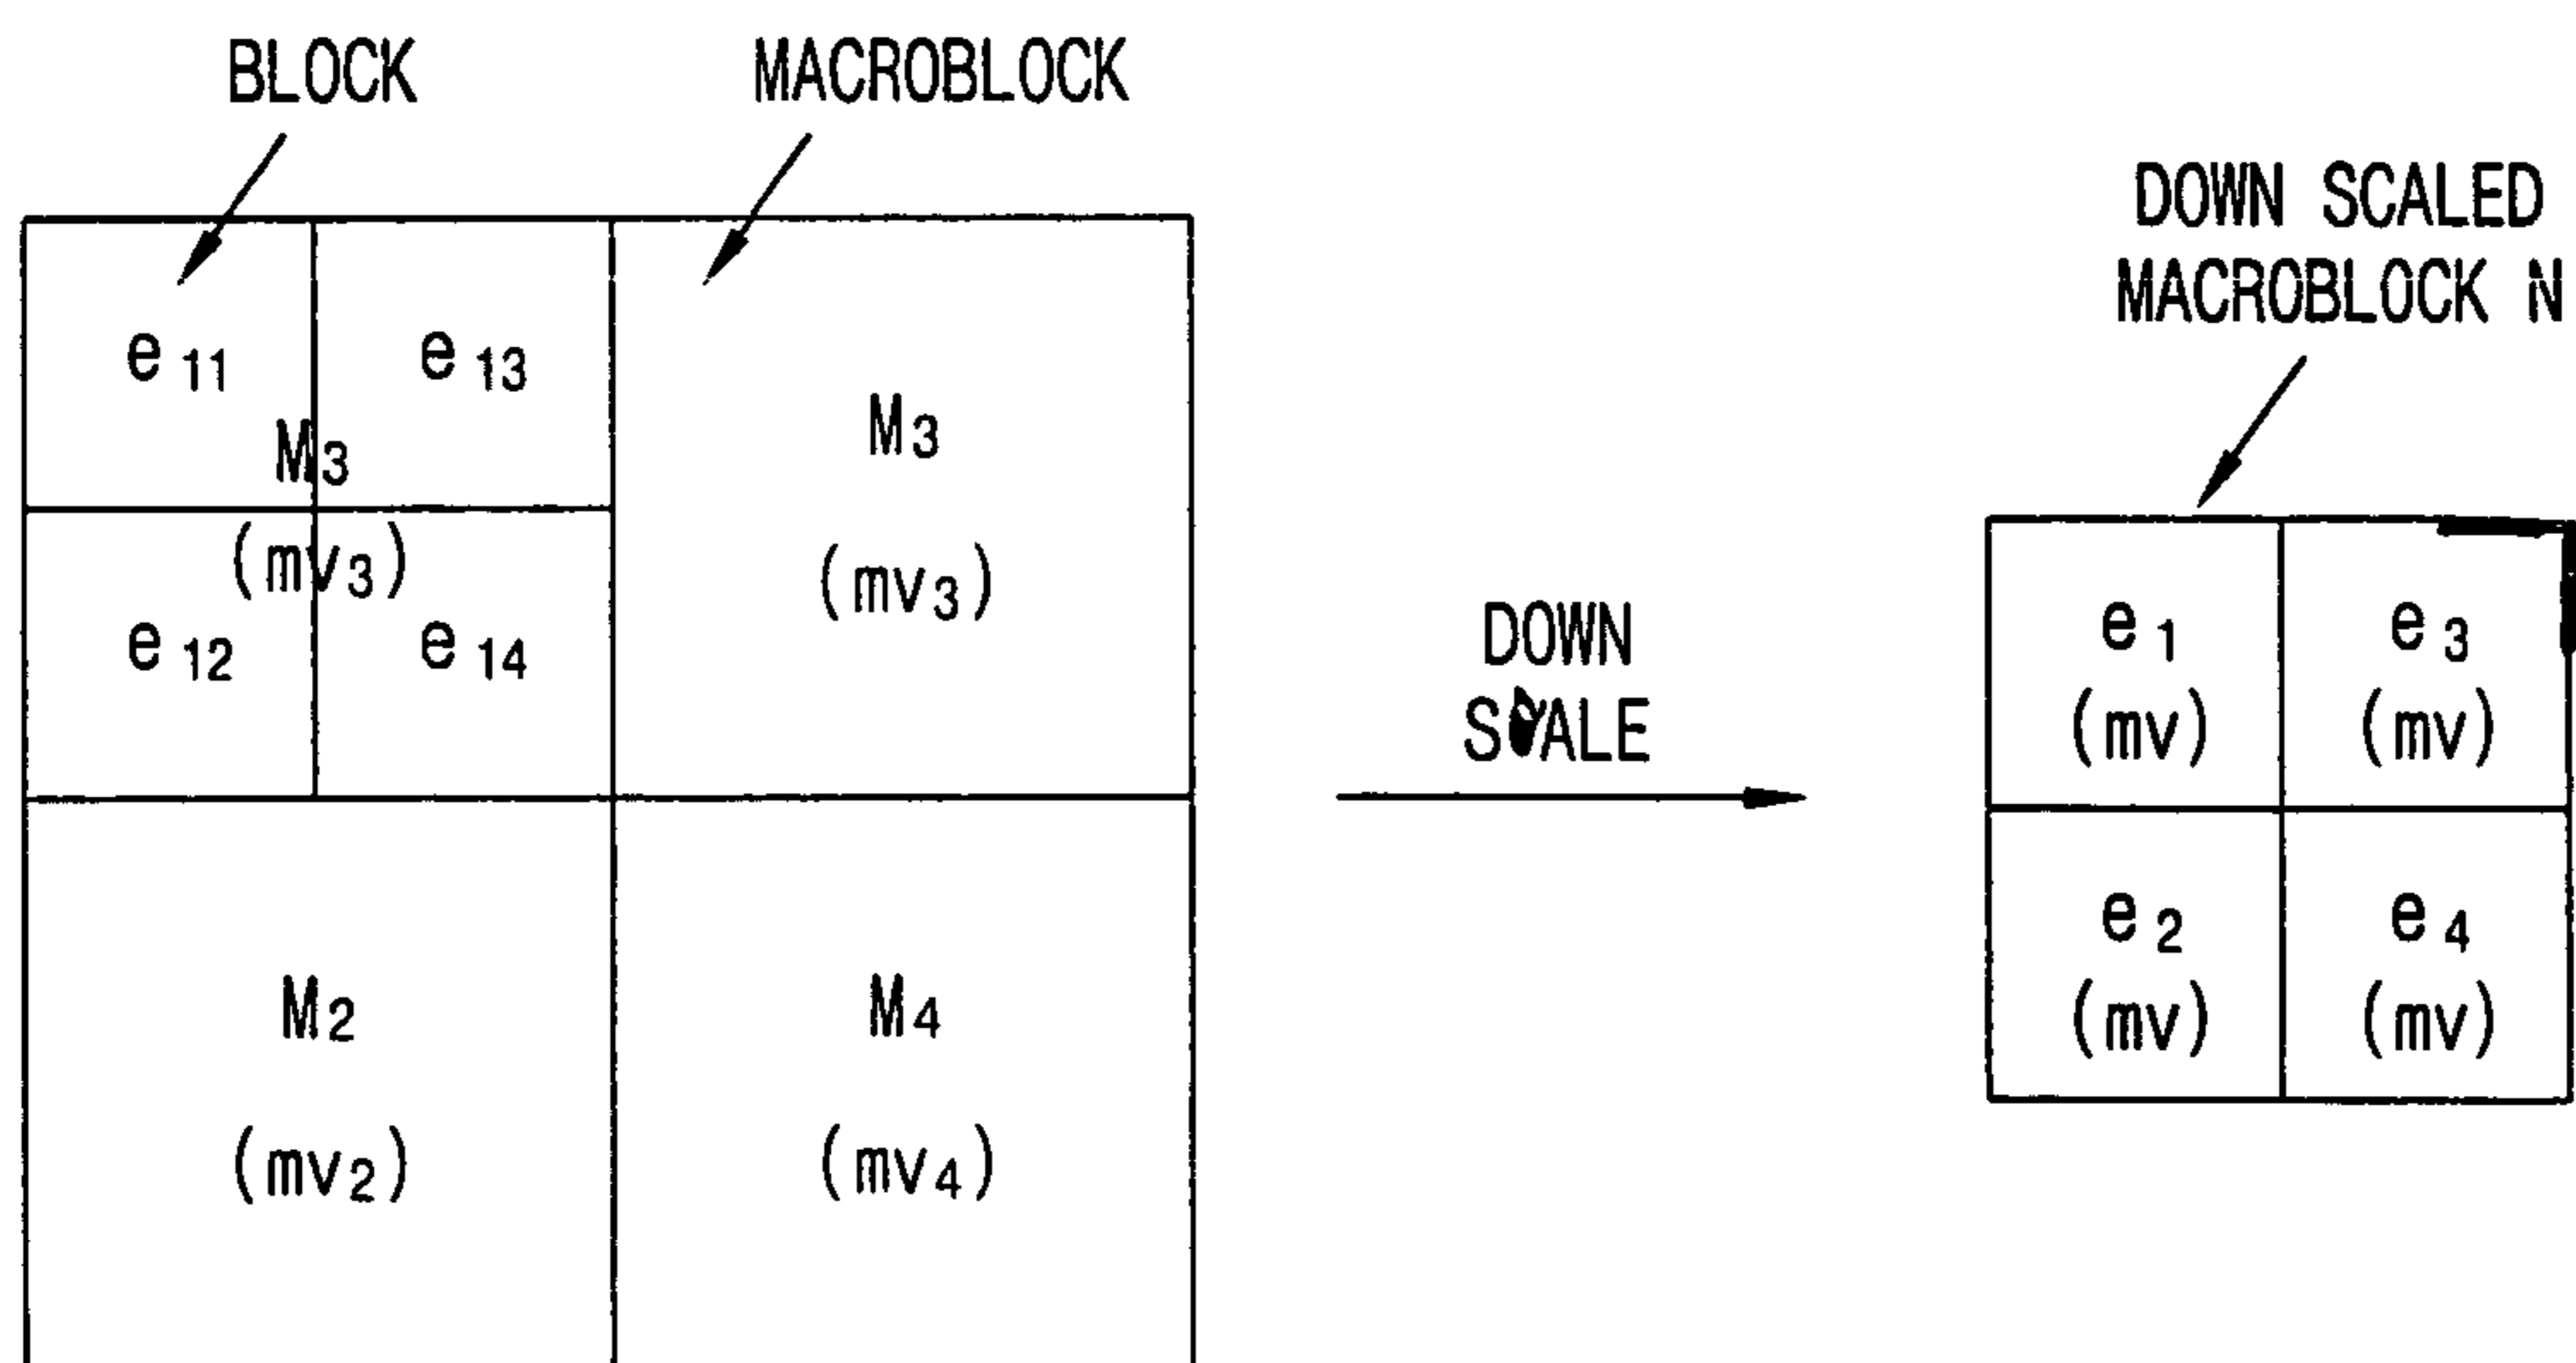 BLOCK
MACROBLOCK
DOWN SCALED
MACROBLOCK N
e 11
e 13
M3
(mv3)
e 12
e 14
M3
(mv3)
DOWN
SCALE
e 1
(mv)
e 3
(mv)
e 2
(mv)
e 4
(mv)
M2
(mv2)
M4
(mv4)